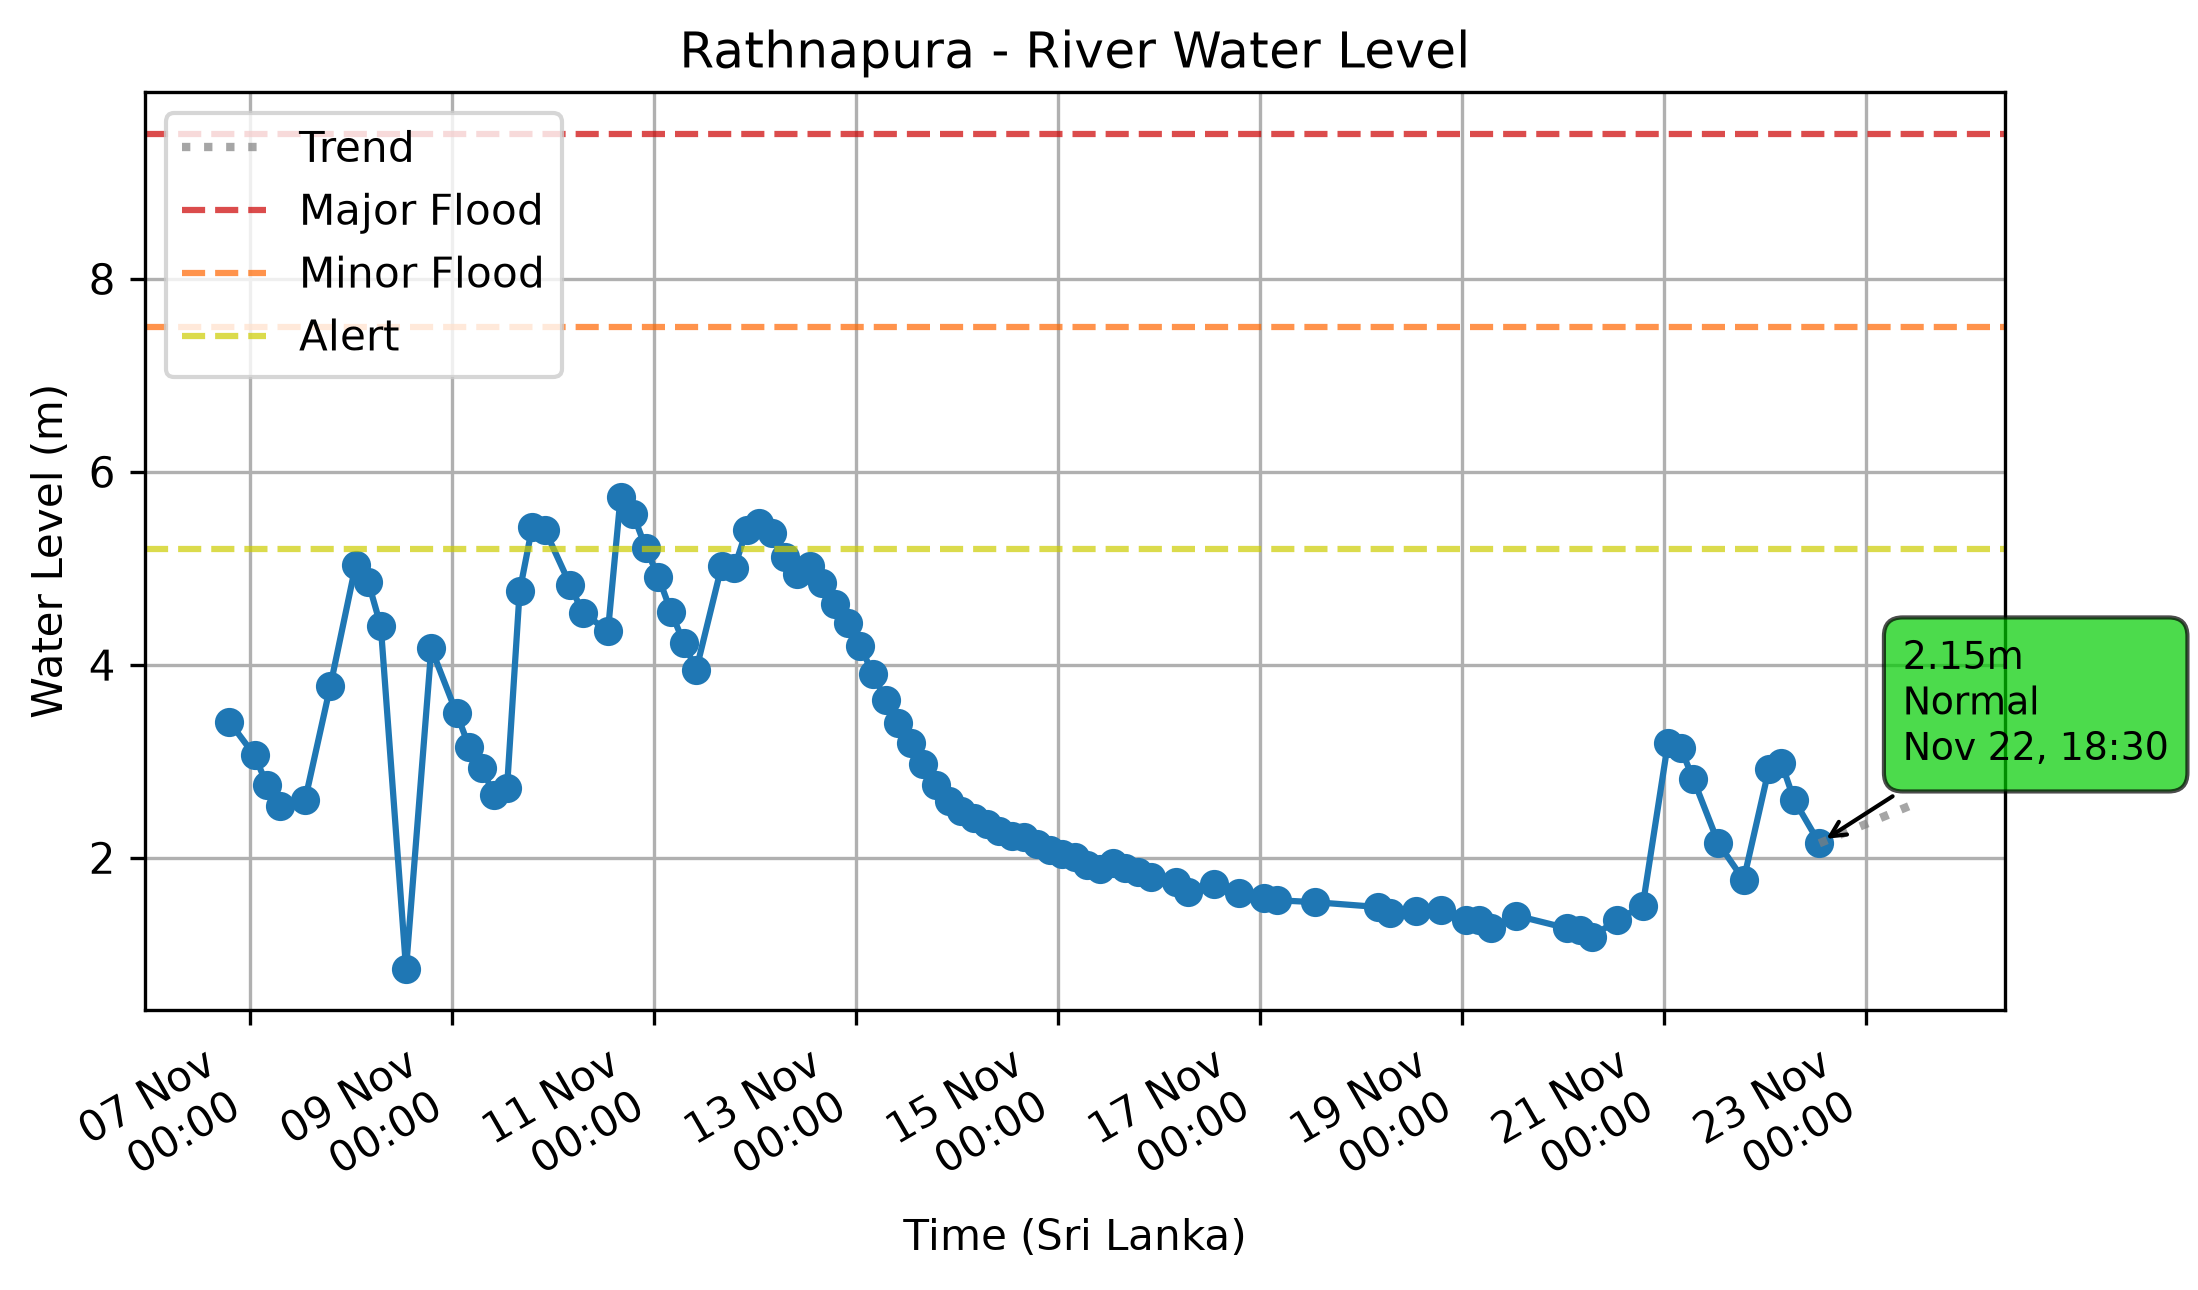 Rathnapura - River Water Level
Trend
Major Flood
Minor Flood
Alert
Water Level (m)
8
6
4
2
2.15m
Normal
Nov 22, 18:30
07 Nov
00:00
09 Nov
00:00
11 Nov
00:00
13 Nov
00:00
15 Nov
00:00
17 Nov
00:00
19 Nov
00:00
21 Nov
00:00
23 Nov
00:00
Time (Sri Lanka)